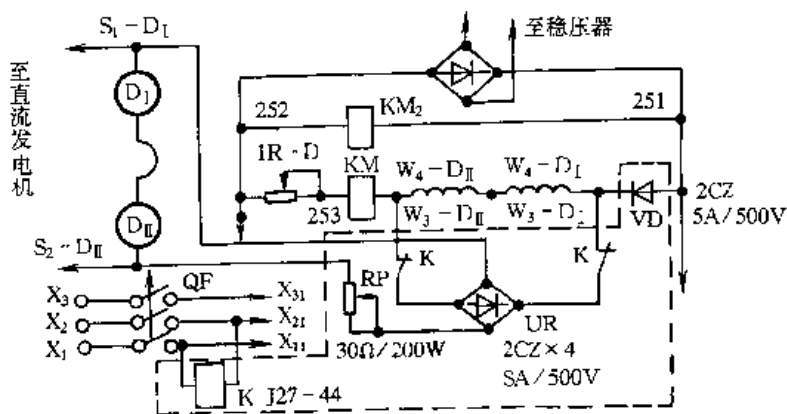 S₁-D_Ⅰ
至稳压器
至直流发电机
D_Ⅰ
252
KM₂
251
1R-D
KM
253
W₄-D_Ⅱ
W₄-D_Ⅰ
W₃-D_Ⅱ
W₃-D_Ⅰ
VD
2CZ
5A/500V
D_Ⅱ
S₂-D_Ⅱ
K
K
QF
RP
X₃
X₃₁
X₂
X₂₁
X₁
X₁₁
30Ω/200W
UR
2CZ×4
5A/500V
K J27-44